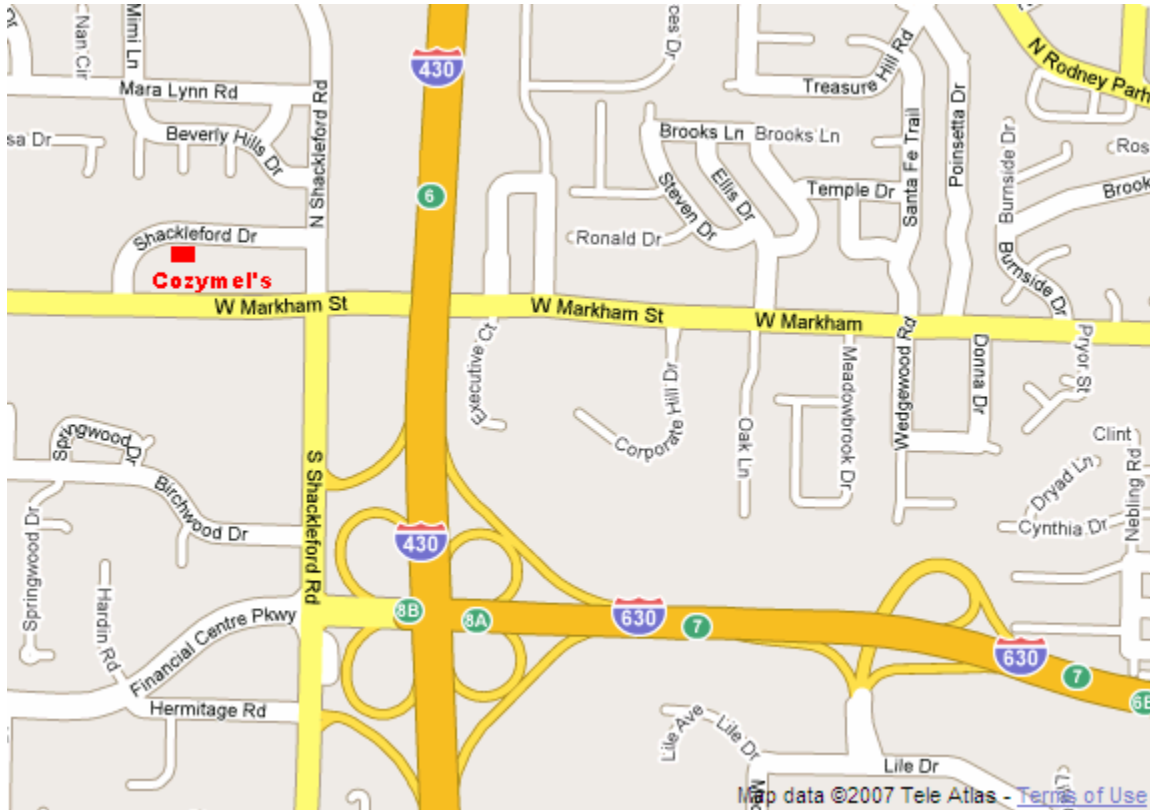 Nan Cir
Mimi Ln
N Shackleford Rd
430
ces Dr
Treasure Hill Rd
N Rodney Parh
Mara Lynn Rd
Beverly Hills Dr
sa Dr
6
Brooks Ln
Brooks Ln
Steven Dr
Ellis Dr
Temple Dr
Santa Fe Trail
Poinsetta Dr
Burnside Dr
Ros
Brook
Shackleford Dr
Cozymel's
Ronald Dr
Burnside Dr
W Markham St
W Markham St
W Markham
Executive Ct
Corporate Hill Dr
Oak Ln
Meadowbrook Dr
Wedgewood Rd
Donna Dr
Pryor St
Springwood Dr
Birchwood Dr
S Shackleford Rd
430
Clint
Dryad Ln
Cynthia Dr
Nebling Rd
Springwood Dr
Hardin Rd
Financial Centre Pkwy
8B
8A
630
7
630
7
6B
Hermitage Rd
Lile Ave
Lile Dr
Lile Dr
Map data ©2007 Tele Atlas - Terms of Use